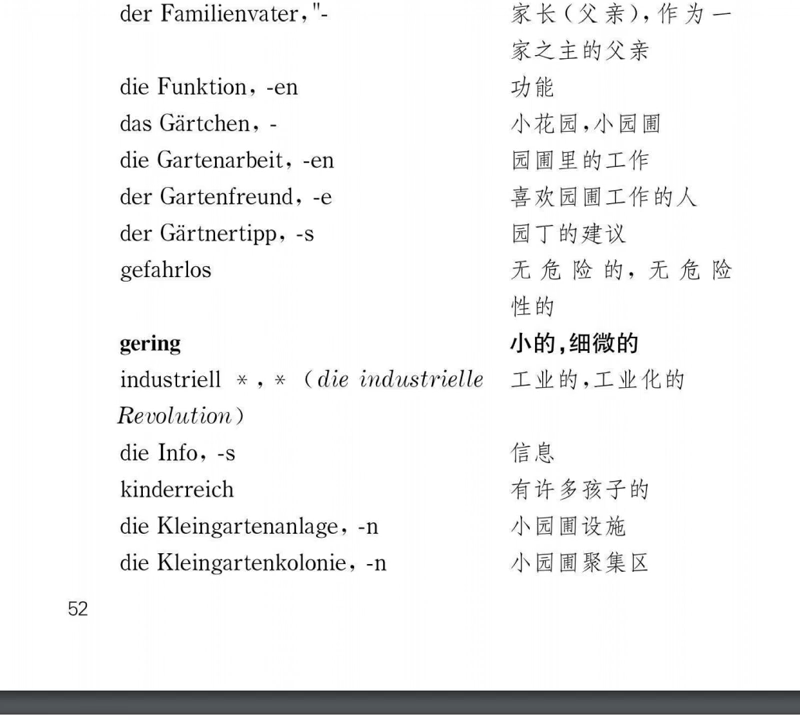 der Familienvater，"- 家长（父亲），作为一
家之主的父亲
die Funktion，-en 功能
das Gärtchen，- 小花园，小园圃
die Gartenarbeit，-en 园圃里的工作
der Gartenfreund，-e 喜欢园圃工作的人
der Gärtnertipp，-s 园丁的建议
gefahrlos 无危险的，无危险
性的
gering 小的，细微的
industriell *，*（die industrielle 工业的，工业化的
Revolution）
die Info，-s 信息
kinderreich 有许多孩子的
die Kleingartenanlage，-n 小园圃设施
die Kleingartenkolonie，-n 小园圃聚集区
52